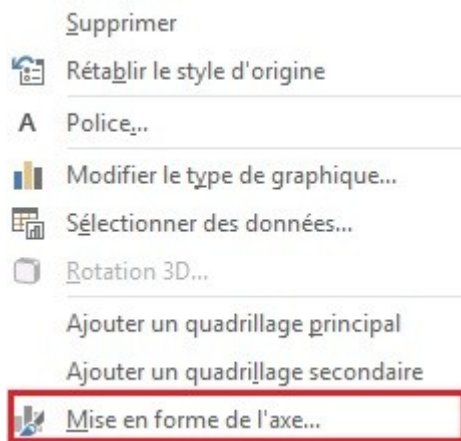 Supprimer
Rétablir le style d'origine
A Police...
Modifier le type de graphique...
Sélectionner des données...
Rotation 3D...
Ajouter un quadrillage principal
Ajouter un quadrillage secondaire
Mise en forme de l'axe...